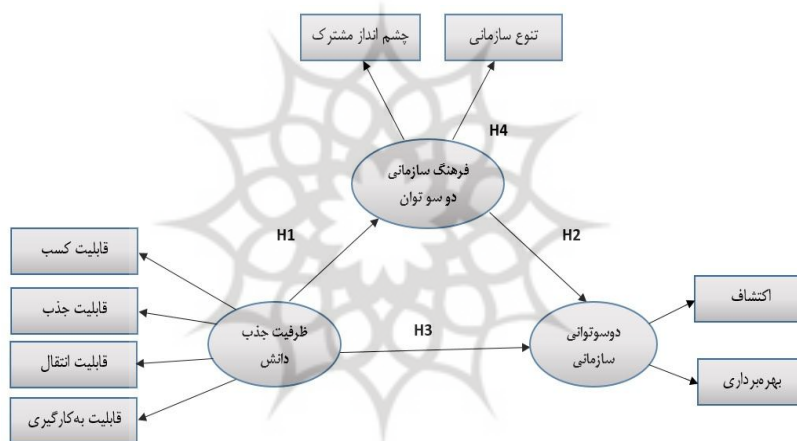 چشم انداز مشترک
تنوع سازمانی
H4
فرهنگ سازمانی
دو سو توان
H1
H2
قابلیت کسب
قابلیت جذب
قابلیت انتقال
قابلیت به‌کارگیری
ظرفیت جذب
دانش
H3
دوسوتوانی
سازمانی
اکتشاف
بهره‌برداری